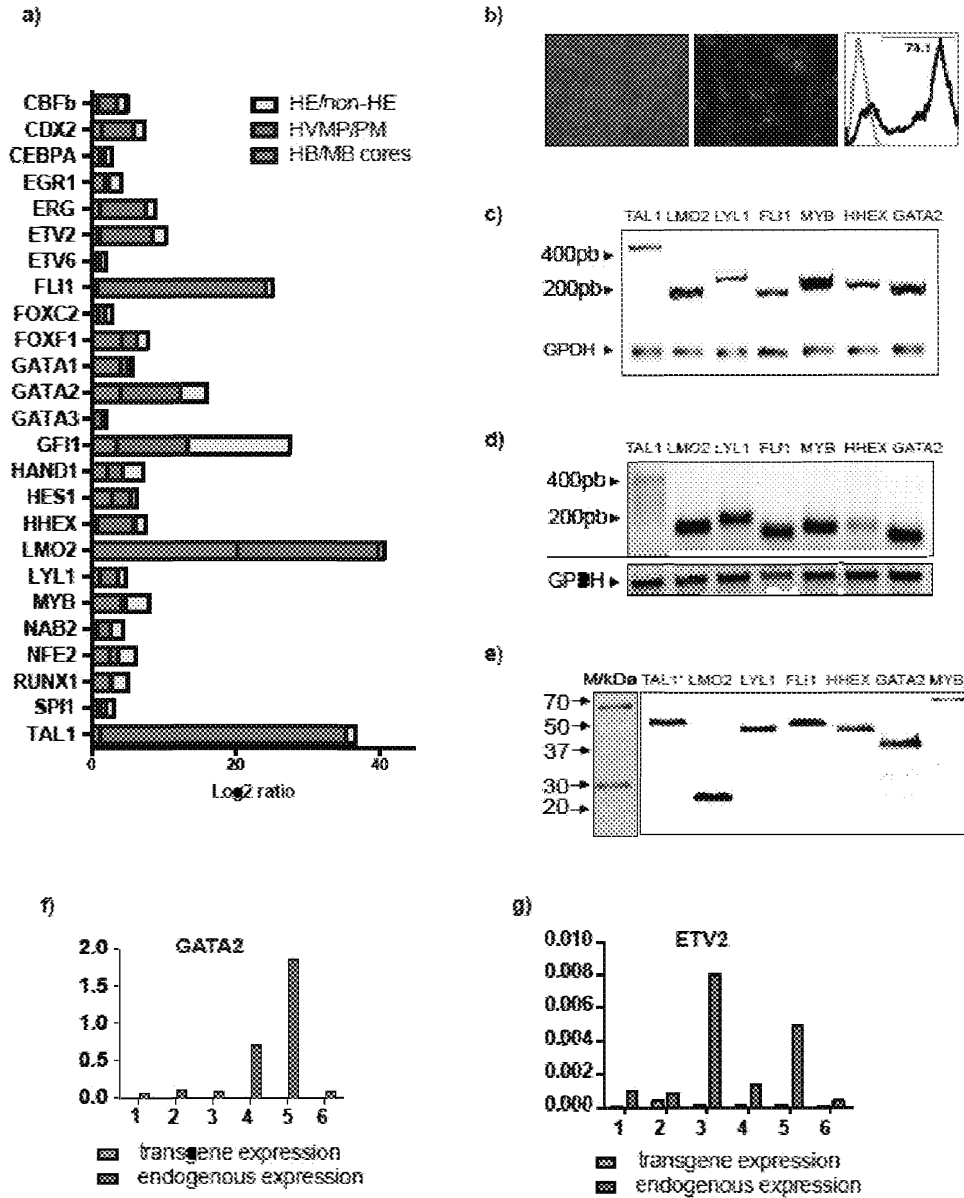 a)
HE/non-HE
HVMP/PM
HB/MB cores
CBFb
CDX2
CEBPA
EGR1
ERG
ETV2
ETV6
FLI1
FOXC2
FOXF1
GATA1
GATA2
GATA3
GFI1
HAND1
HES1
HHEX
LMO2
LYL1
MYB
NAB2
NFE2
RUNX1
SPI1
TAL1
0 20 40
Log2 ratio
b)
74.1
c)
TAL1 LMO2 LYL1 FLI1 MYB HHEX GATA2
400pb
200pb
GPDH
d)
TAL1 LMO2 LYL1 FLI1 MYB HHEX GATA2
400pb
200pb
e)
M/kDa TAL1* LMO2 LYL1 FLI1 HHEX GATA2 MYB
70
50
37
30
20
f)
GATA2
2.0
1.5
1.0
0.5
0.0
1 2 3 4 5 6
transgene expression
endogenous expression
g)
ETV2
0.010
0.008
0.006
0.004
0.002
0.000
1 2 3 4 5 6
transgene expression
endogenous expression